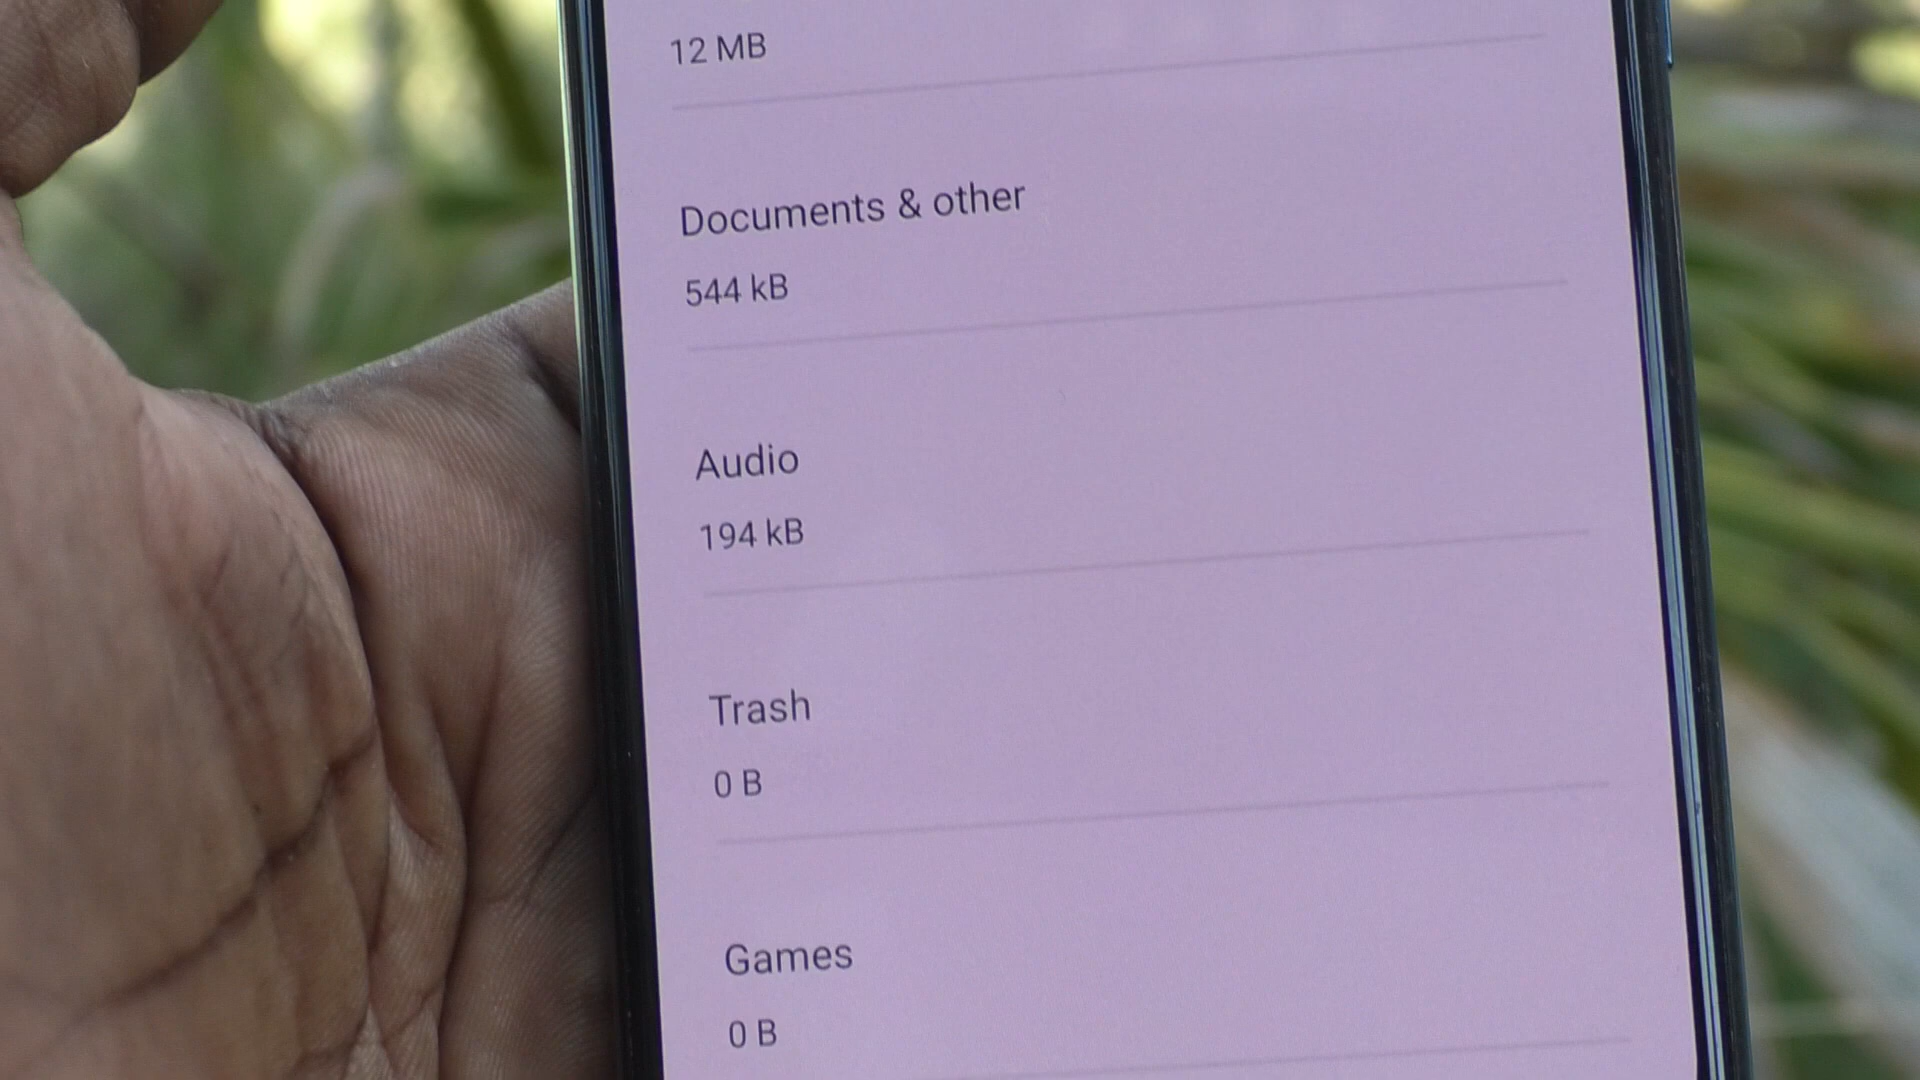 12 MB
Documents & other
544 kB
Audio
194 kB
Trash
0 B
Games
0 B